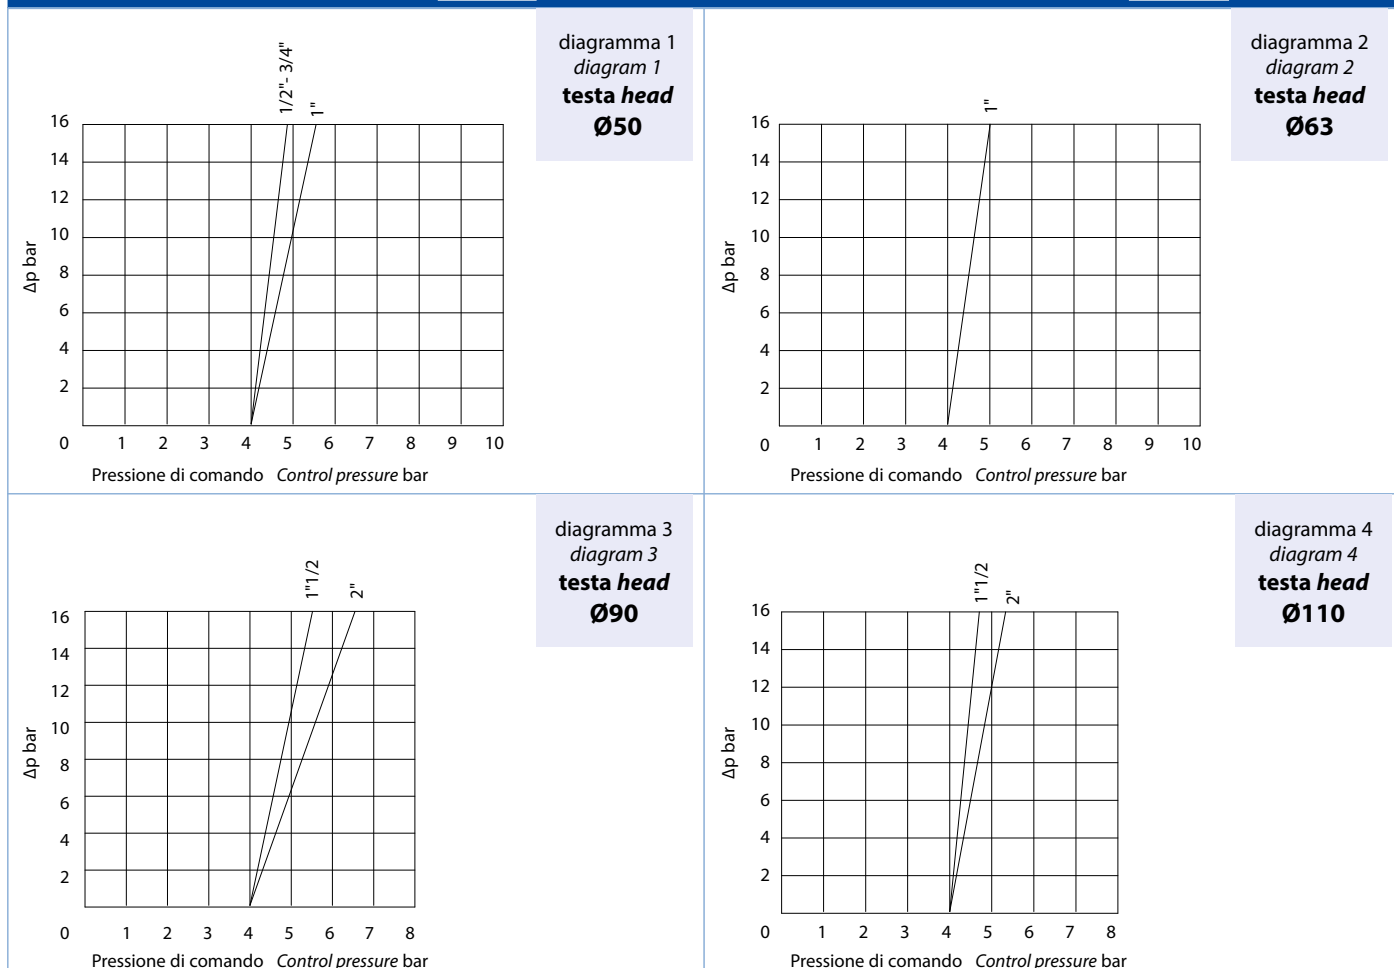 diagramma 1
diagram 1
testa head
Ø50
1/2"- 3/4"
1"
16
14
12
10
8
6
4
2
Δp bar
0 1 2 3 4 5 6 7 8 9 10
Pressione di comando Control pressure bar
diagramma 2
diagram 2
testa head
Ø63
1"
16
14
12
10
8
6
4
2
Δp bar
0 1 2 3 4 5 6 7 8 9 10
Pressione di comando Control pressure bar
diagramma 3
diagram 3
testa head
Ø90
1"1/2
2"
16
14
12
10
8
6
4
2
Δp bar
0 1 2 3 4 5 6 7 8
Pressione di comando Control pressure bar
diagramma 4
diagram 4
testa head
Ø110
1"1/2
2"
16
14
12
10
8
6
4
2
Δp bar
0 1 2 3 4 5 6 7 8
Pressione di comando Control pressure bar